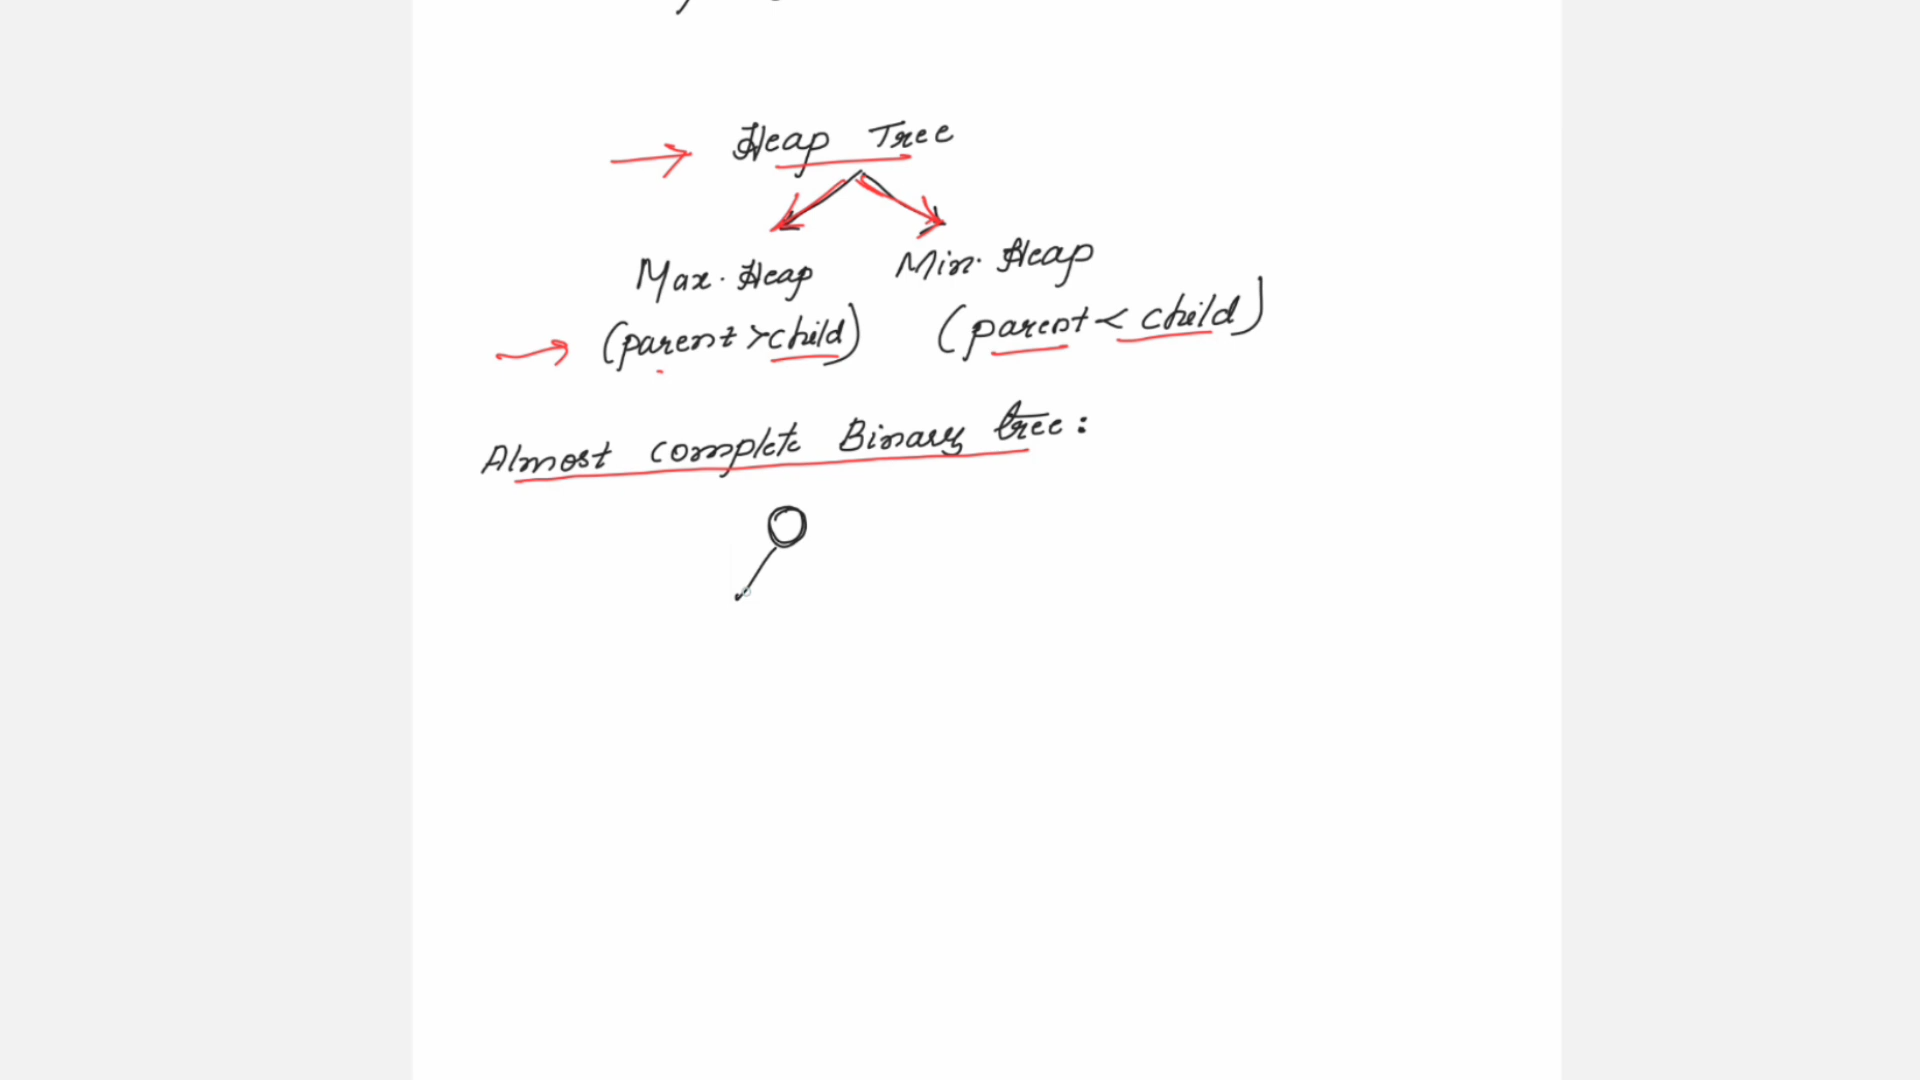 Heap Tree
Max. Heap Min. Heap
(parent > child) (parent < child)
Almost complete Binary tree: